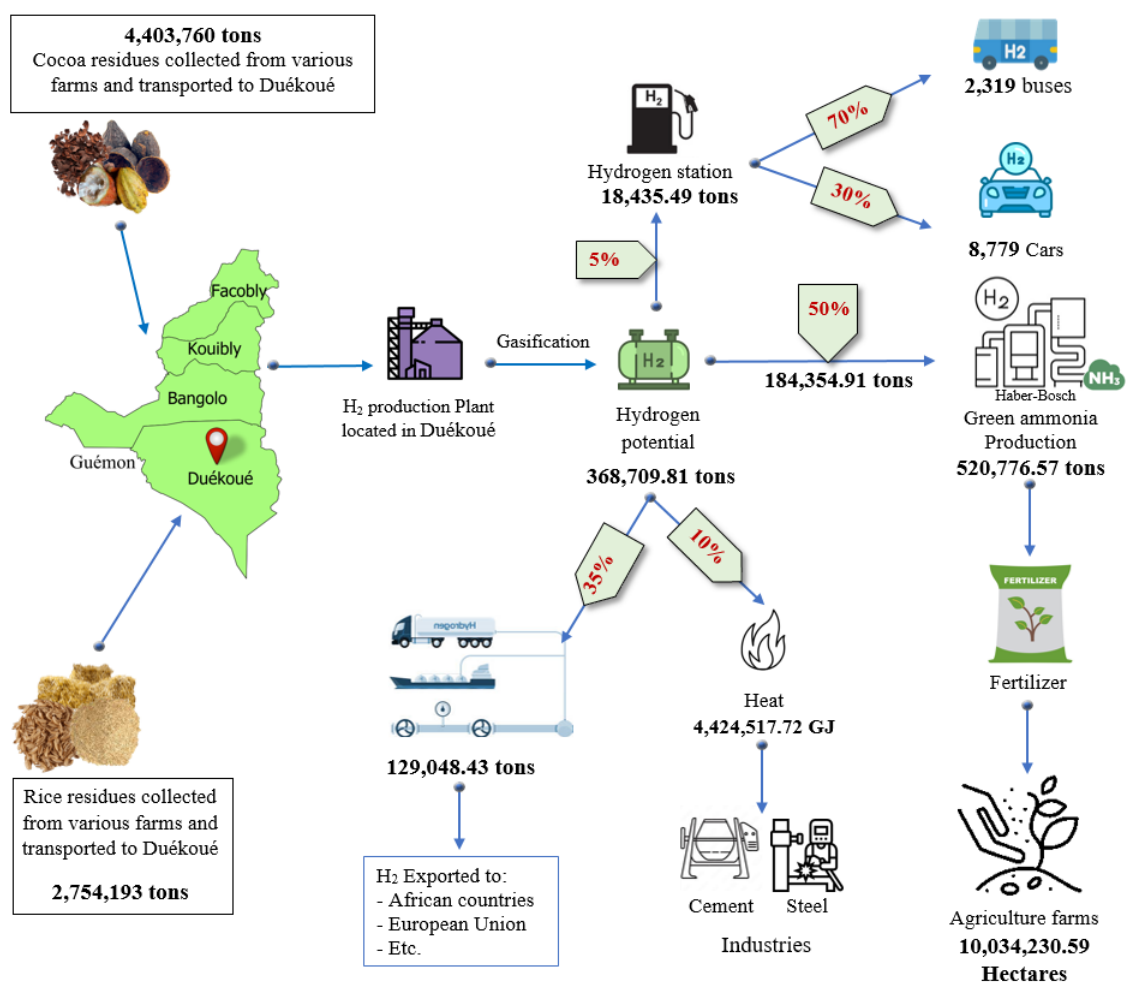 4,403,760 tons
Cocoa residues collected from various
farms and transported to Duékoué
Facobly
Kouibly
Bangolo
Guémon
Duékoué
Rice residues collected
from various farms and
transported to Duékoué
2,754,193 tons
H2 production Plant
located in Duékoué
Gasification
H2
Hydrogen
potential
368,709.81 tons
5%
H2
Hydrogen station
18,435.49 tons
70%
H2
2,319 buses
30%
H2
8,779 Cars
50%
184,354.91 tons
H2
NH3
Haber-Bosch
Green ammonia
Production
520,776.57 tons
FERTILIZER
Fertilizer
Agriculture farms
10,034,230.59
Hectares
35%
Hydrogen
129,048.43 tons
H2 Exported to:
- African countries
- European Union
- Etc.
10%
Heat
4,424,517.72 GJ
Cement
Steel
Industries